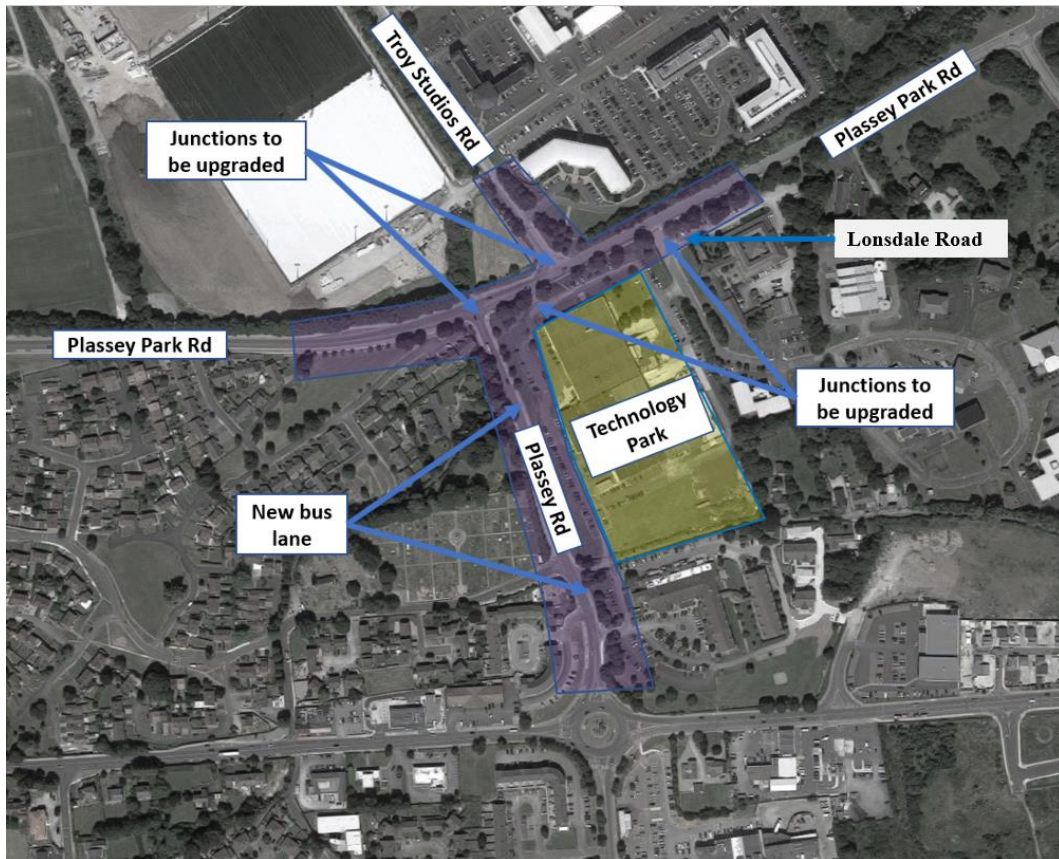 Troy Studios Rd
Plassey Park Rd
Junctions to
be upgraded
Lonsdale Road
Plassey Park Rd
Technology
Park
Junctions to
be upgraded
Plassey Rd
New bus
lane